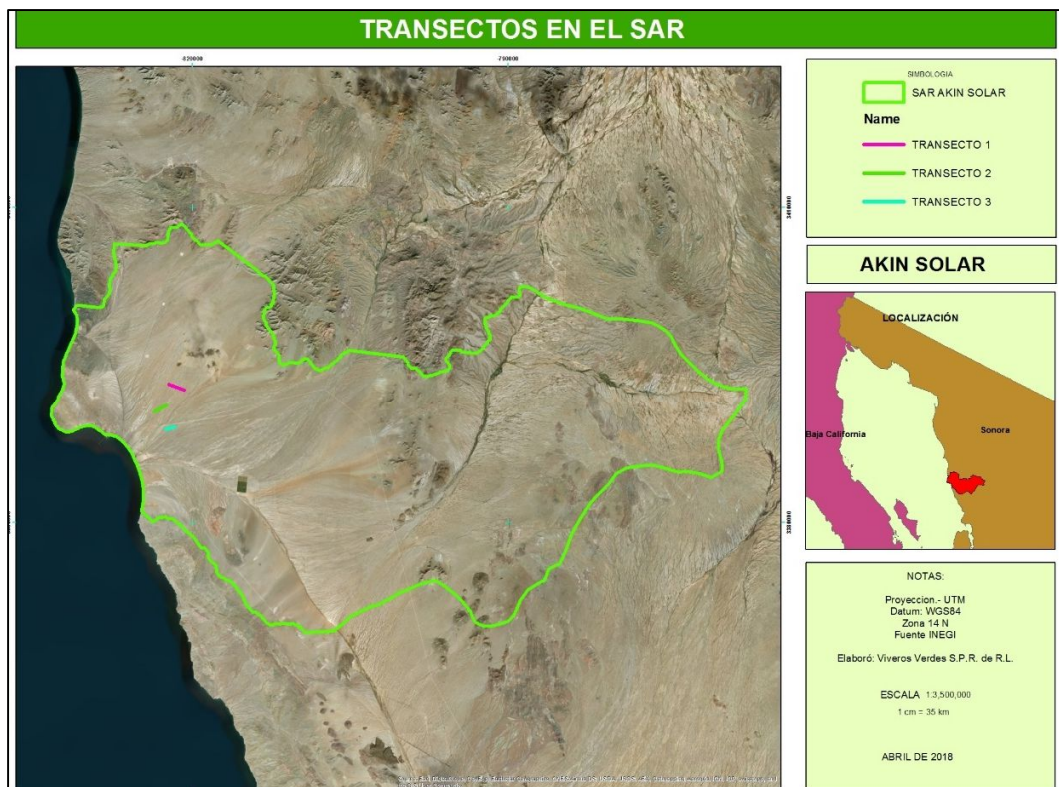 TRANSECTOS EN EL SAR
SIMBOLOGIA
SAR AKIN SOLAR
Name
TRANSECTO 1
TRANSECTO 2
TRANSECTO 3
AKIN SOLAR
LOCALIZACIÓN
Baja California
Sonora
NOTAS:
Proyeccion.- UTM
Datum: WGS84
Zona 14 N
Fuente INEGI
Elaboró: Viveros Verdes S.P.R. de R.L.
ESCALA 1:3,500,000
1 cm = 35 km
ABRIL DE 2018